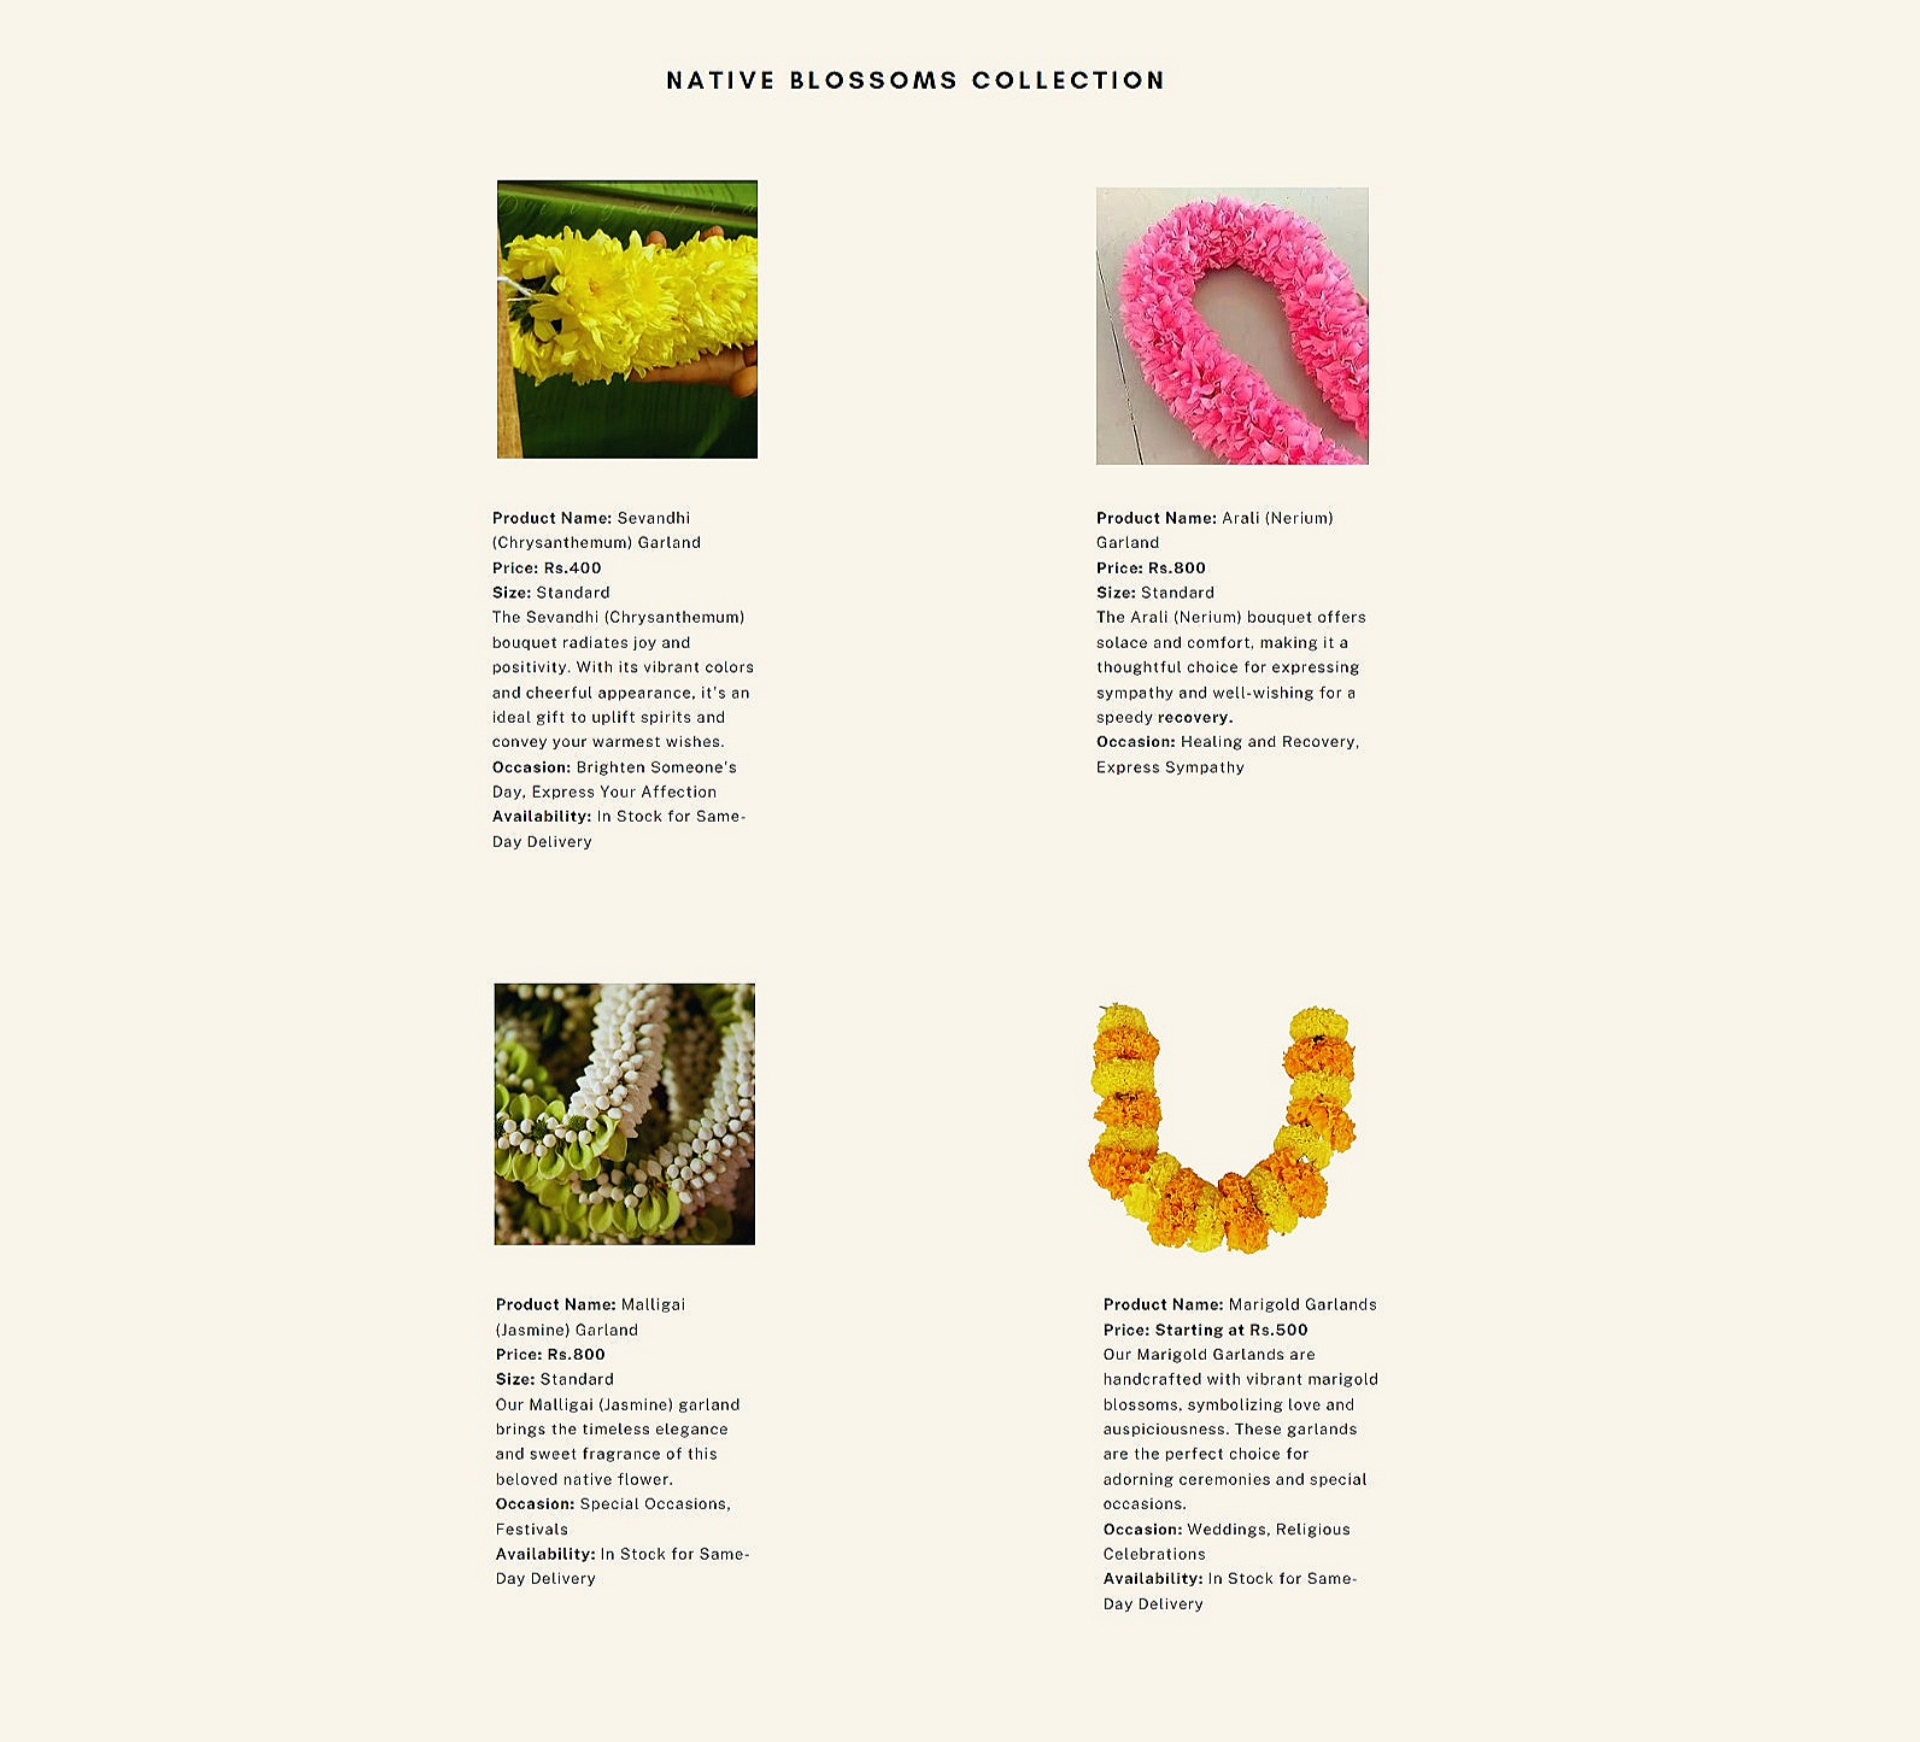 NATIVE BLOSSOMS COLLECTION
Product Name: Sevandhi
(Chrysanthemum) Garland
Price: Rs.400
Size: Standard
The Sevandhi (Chrysanthemum)
bouquet radiates joy and
positivity. With its vibrant colors
and cheerful appearance, it's an
ideal gift to uplift spirits and
convey your warmest wishes.
Occasion: Brighten Someone's
Day, Express Your Affection
Availability: In Stock for Same-
Day Delivery
Product Name: Arali (Nerium)
Garland
Price: Rs.800
Size: Standard
The Arali (Nerium) bouquet offers
solace and comfort, making it a
thoughtful choice for expressing
sympathy and well-wishing for a
speedy recovery.
Occasion: Healing and Recovery,
Express Sympathy
Product Name: Malligai
(Jasmine) Garland
Price: Rs.800
Size: Standard
Our Malligai (Jasmine) garland
brings the timeless elegance
and sweet fragrance of this
beloved native flower.
Occasion: Special Occasions,
Festivals
Availability: In Stock for Same-
Day Delivery
Product Name: Marigold Garlands
Price: Starting at Rs.500
Our Marigold Garlands are
handcrafted with vibrant marigold
blossoms, symbolizing love and
auspiciousness. These garlands
are the perfect choice for
adorning ceremonies and special
occasions.
Occasion: Weddings, Religious
Celebrations
Availability: In Stock for Same-
Day Delivery